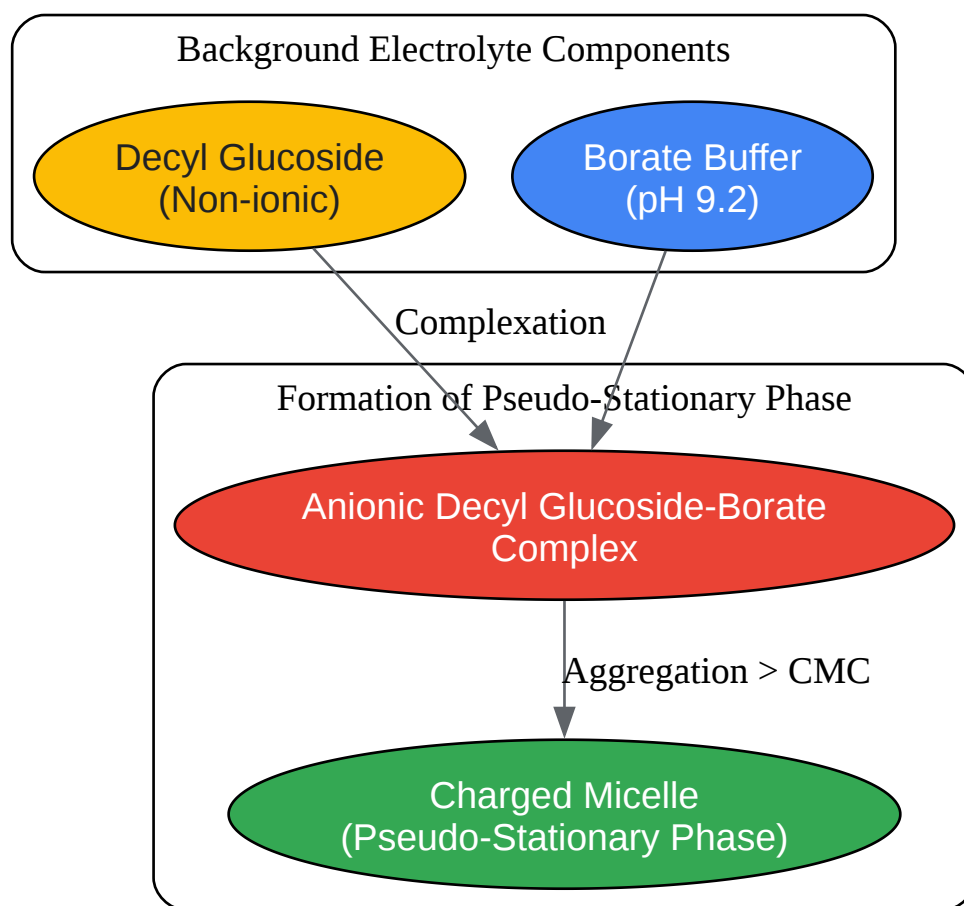 Background Electrolyte Components
Decyl Glucoside
(Non-ionic)
Borate Buffer
(pH 9.2)
Complexation
Formation of Pseudo-Stationary Phase
Anionic Decyl Glucoside-Borate
Complex
Aggregation > CMC
Charged Micelle
(Pseudo-Stationary Phase)